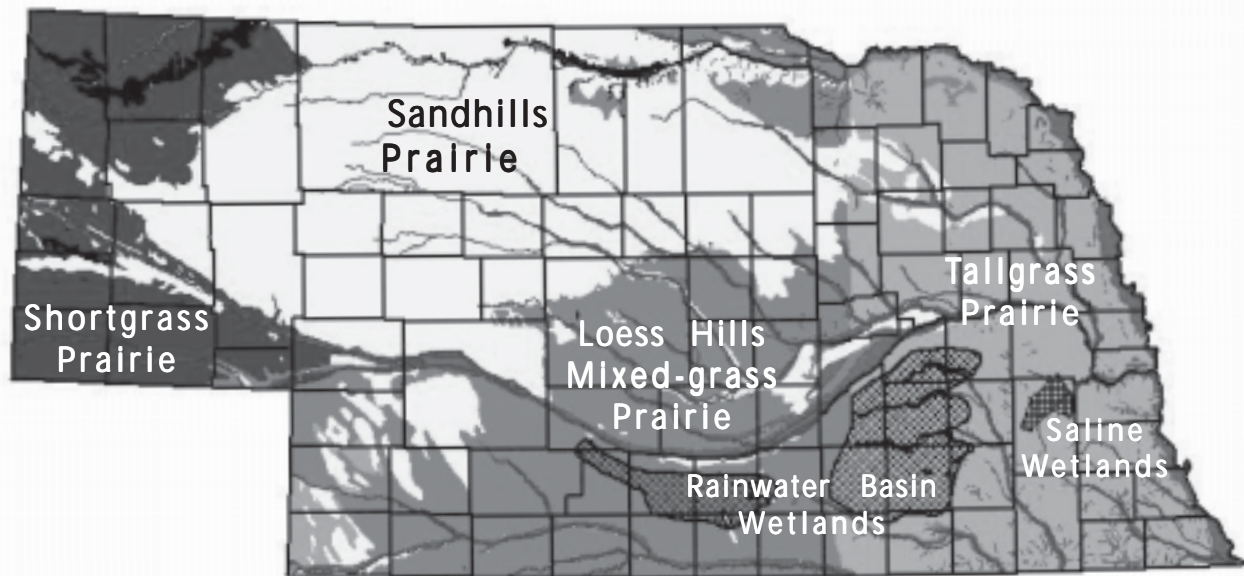 Sandhills
Prairie
Tallgrass
Prairie
Shortgrass
Prairie
Loess Hills
Mixed-grass
Prairie
Saline
Wetlands
Rainwater Basin
Wetlands